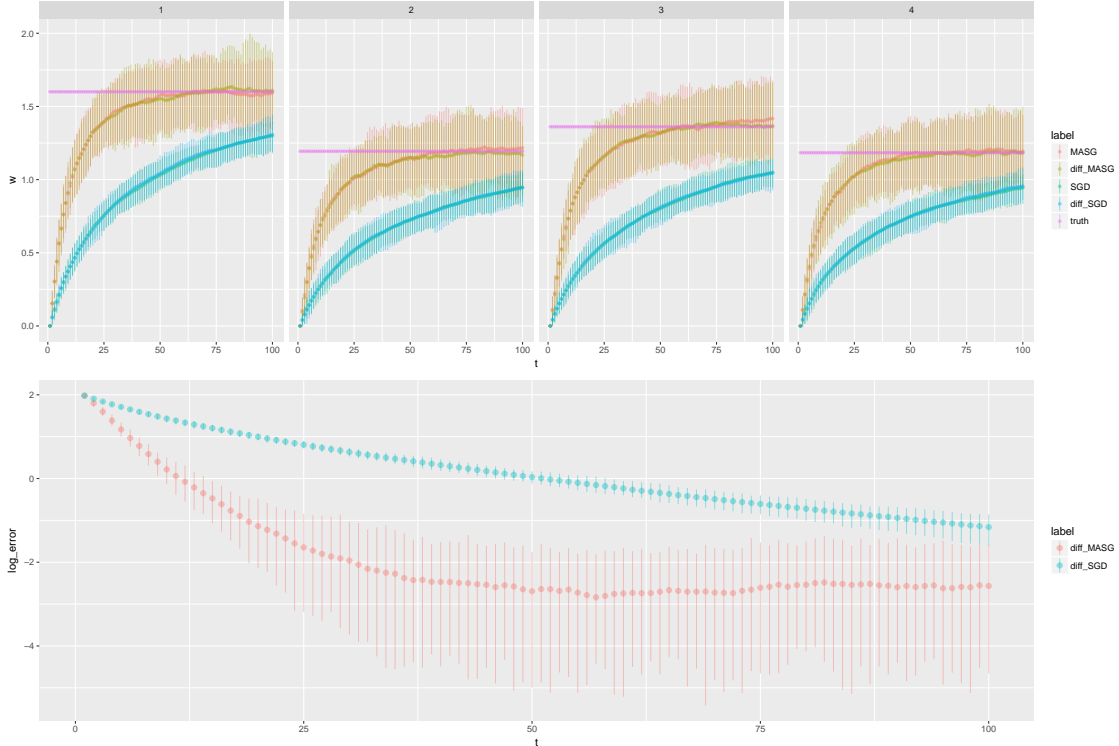 1 2 3 4
2.0
1.5
1.0
0.5
0.0
w
0 25 50 75 100 0 25 50 75 100 0 25 50 75 100 0 25 50 75 100
t
label
MASG
diff_MASG
SGD
diff_SGD
truth
2
0
−2
−4
log_error
0 25 50 75 100
t
label
diff_MASG
diff_SGD